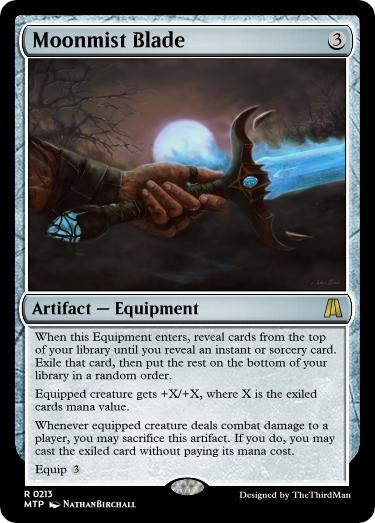 Moonmist Blade 3
Artifact — Equipment
When this Equipment enters, reveal cards from the top
of your library until you reveal an instant or sorcery card.
Exile that card, then put the rest on the bottom of your
library in a random order.
Equipped creature gets +X/+X, where X is the exiled
cards mana value.
Whenever equipped creature deals combat damage to a
player, you may sacrifice this artifact. If you do, you may
cast the exiled card without paying its mana cost.
Equip 3
R 0213
MTP NathanBirchall
Designed by TheThirdMan